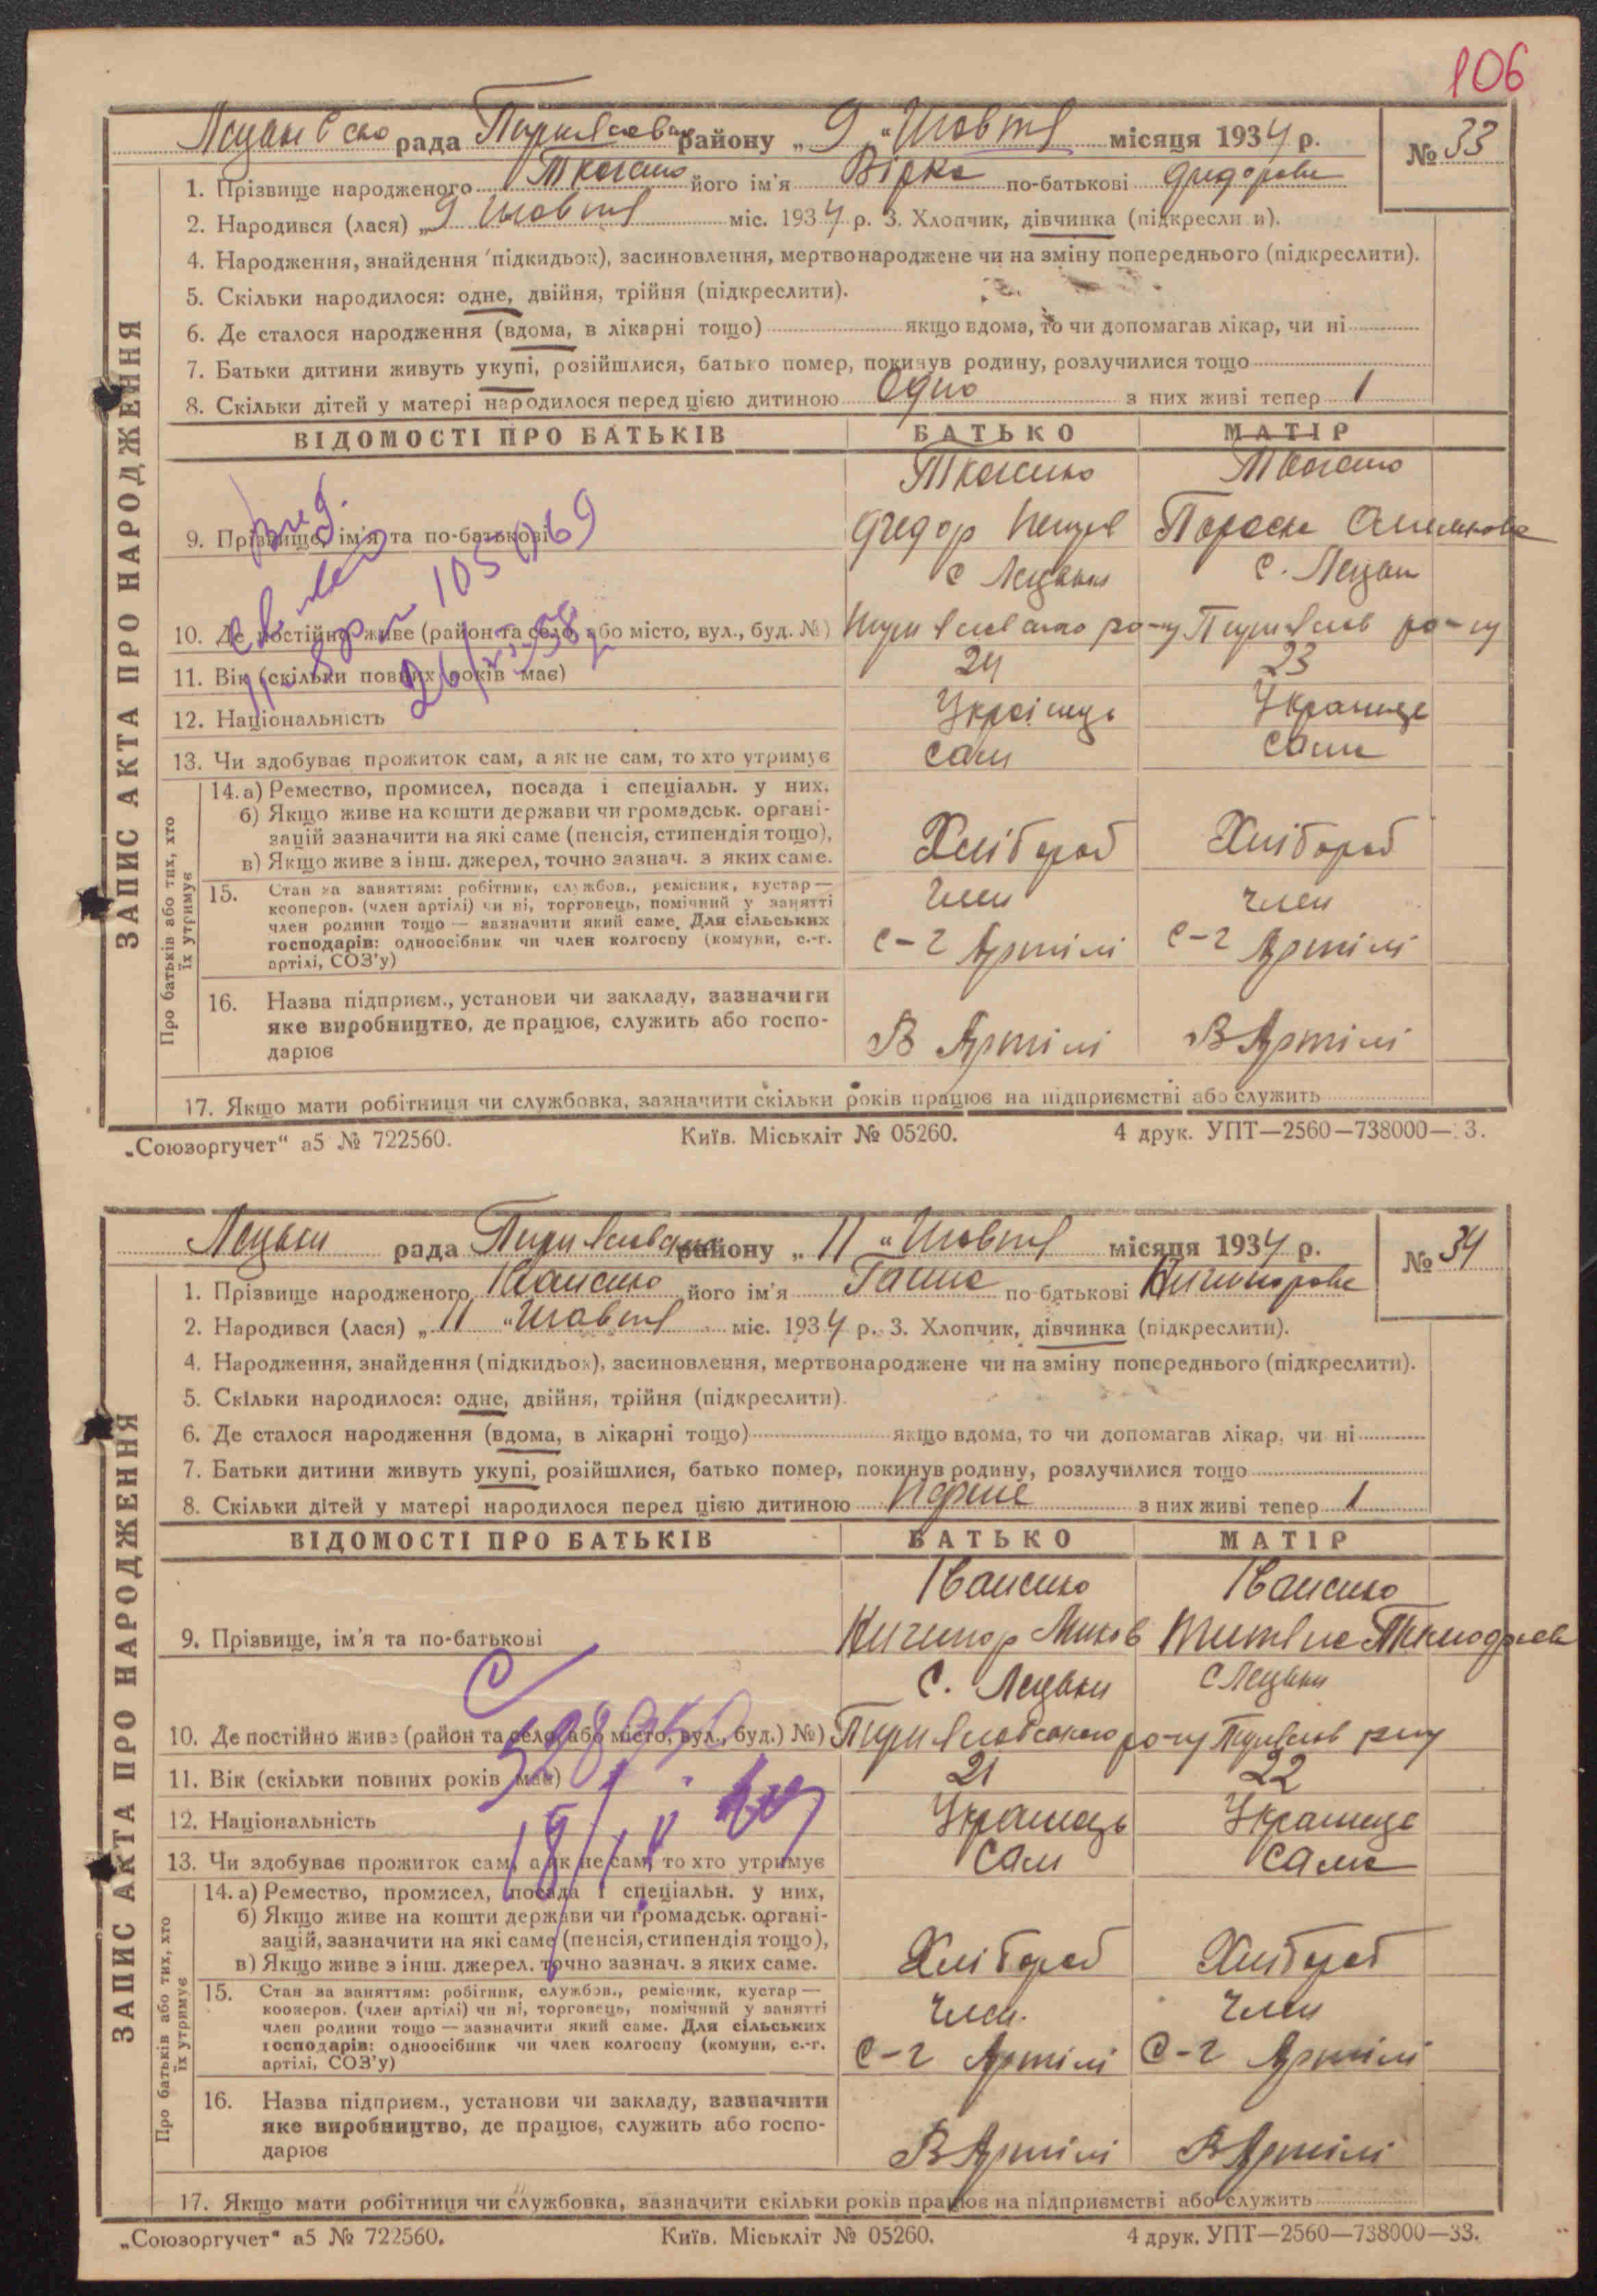 106
рада району „ 9 " Жовтня місяця 1934 р.
№ 33
1. Прізвище народженого Ткаченко його ім'я Вірка по-батькові Федорова
2. Народився (лася) „ 9 Жовтня міс. 1934 р. 3. Хлопчик, дівчинка (підкресли и).
4. Народження, знайдення (підкидьок), засиновлення, мертвонароджене чи на зміну попереднього (підкреслити).
5. Скільки народилося: одне, двійня, трійня (підкреслити).
6. Де сталося народження (вдома, в лікарні тощо) якщо вдома, то чи допомагав лікар, чи ні
7. Батьки дитини живуть укупі, розійшлися, батько помер, покинув родину, розлучилися тощо
8. Скільки дітей у матері народилося перед цією дитиною Одно з них живі тепер 1
ВІДОМОСТІ ПРО БАТЬКІВ БАТЬКО МАТІР
Ткаченко Ткаченко
9. Прізвище, ім'я та по-батькові Федор Параска
с. Лецьки с. Лецьки
10. Де постійно живе (район та село, або місто, вул., буд. №)
11. Вік (скільки повних років має) 24 23
12. Національність Українець Українка
13. Чи здобуває прожиток сам, а як не сам, то хто утримує сам сама
ЗАПИС АКТА ПРО НАРОДЖЕННЯ
Про батьків або тих, хто їх утримує
14. а) Ремество, промисел, посада і спеціальн. у них,
б) Якщо живе на кошти держави чи громадськ. органі-
зацій зазначити на які саме (пенсія, стипендія тощо),
в) Якщо живе з інш. джерел, точно зазнач. з яких саме. Хлібороб Хлібороб
15. Стан за заняттям: робітник, службов., ремісник, кустар—
кооперов. (член артілі) чи ні, торговець, помічний у занятті
член родини тощо — зазначити який саме. Для сільських
господарів: одноосібник чи член колгоспу (комуни, с.-г.
артілі, СОЗ'у)
член член
с-г Артілі с-г Артілі
16. Назва підприєм., установи чи закладу, зазначити
яке виробництво, де працює, служить або госпо-
дарює В Артілі В Артілі
17. Якщо мати робітниця чи службовка, зазначити скільки років працює на підприємстві або служить
„Союзоргучет" а5 № 722560. Київ. Міськліт № 05260. 4 друк. УПТ—2560—738000—33.
Лецьки рада району „ 11 " Жовтня місяця 1934 р.
№ 34
1. Прізвище народженого Іваненко його ім'я Ганна по-батькові Ничипорова
2. Народився (лася) „ 11 " Жовтня міс. 1934 р. 3. Хлопчик, дівчинка (підкреслити).
4. Народження, знайдення (підкидьок), засиновлення, мертвонароджене чи на зміну попереднього (підкреслити).
5. Скільки народилося: одне, двійня, трійня (підкреслити).
6. Де сталося народження (вдома, в лікарні тощо) якщо вдома, то чи допомагав лікар, чи ні
7. Батьки дитини живуть укупі, розійшлися, батько помер, покинув родину, розлучилися тощо
8. Скільки дітей у матері народилося перед цією дитиною з них живі тепер 1
ВІДОМОСТІ ПРО БАТЬКІВ БАТЬКО МАТІР
Іваненко Іваненко
9. Прізвище, ім'я та по-батькові Ничипор
с. Лецьки с Лецьки
10. Де постійно живе (район та село, або місто, вул., буд.) №)
11. Вік (скільки повних років має) 21 22
12. Національність Українець Українка
13. Чи здобуває прожиток сам, а як не сам, то хто утримує сам сама
ЗАПИС АКТА ПРО НАРОДЖЕННЯ
Про батьків або тих, хто їх утримує
14. а) Ремество, промисел, посада і спеціальн. у них,
б) Якщо живе на кошти держави чи громадськ. органі-
зацій, зазначити на які саме (пенсія, стипендія тощо),
в) Якщо живе з інш. джерел. точно зазнач. з яких саме. Хлібороб Хлібороб
15. Стан за заняттям: робітник, службов., ремісник, кустар—
кооперов. (член артілі) чи ні, торговець, помічний у занятті
член родини тощо — зазначити який саме. Для сільських
господарів: одноосібник чи член колгоспу (комуни, с.-г.
артілі, СОЗ'у)
член. член
с-г Артілі с-г Артілі
16. Назва підприєм., установи чи закладу, зазначити
яке виробництво, де працює, служить або госпо-
дарює В Артілі В Артілі
17. Якщо мати робітниця чи службовка, зазначити скільки років працює на підприємстві або служить
„Союзоргучет" а5 № 722560. Київ. Міськліт № 05260. 4 друк. УПТ—2560—738000—33.